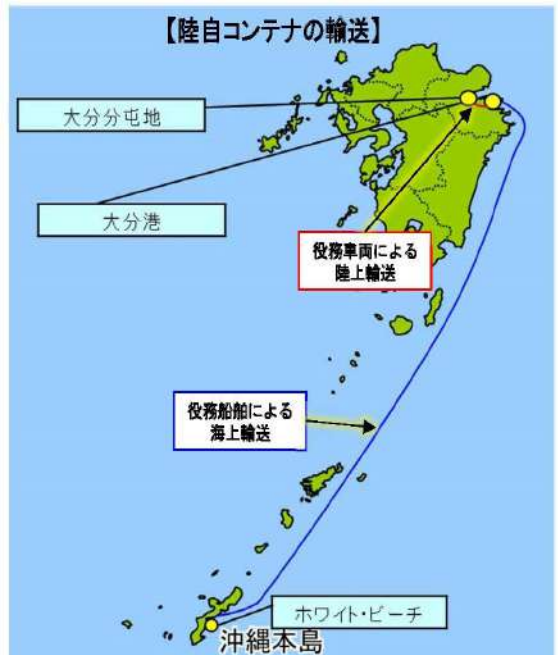 【陸自コンテナの輸送】
大分分屯地
大分港
役務車両による
陸上輸送
役務船舶による
海上輸送
ホワイト・ビーチ
沖縄本島